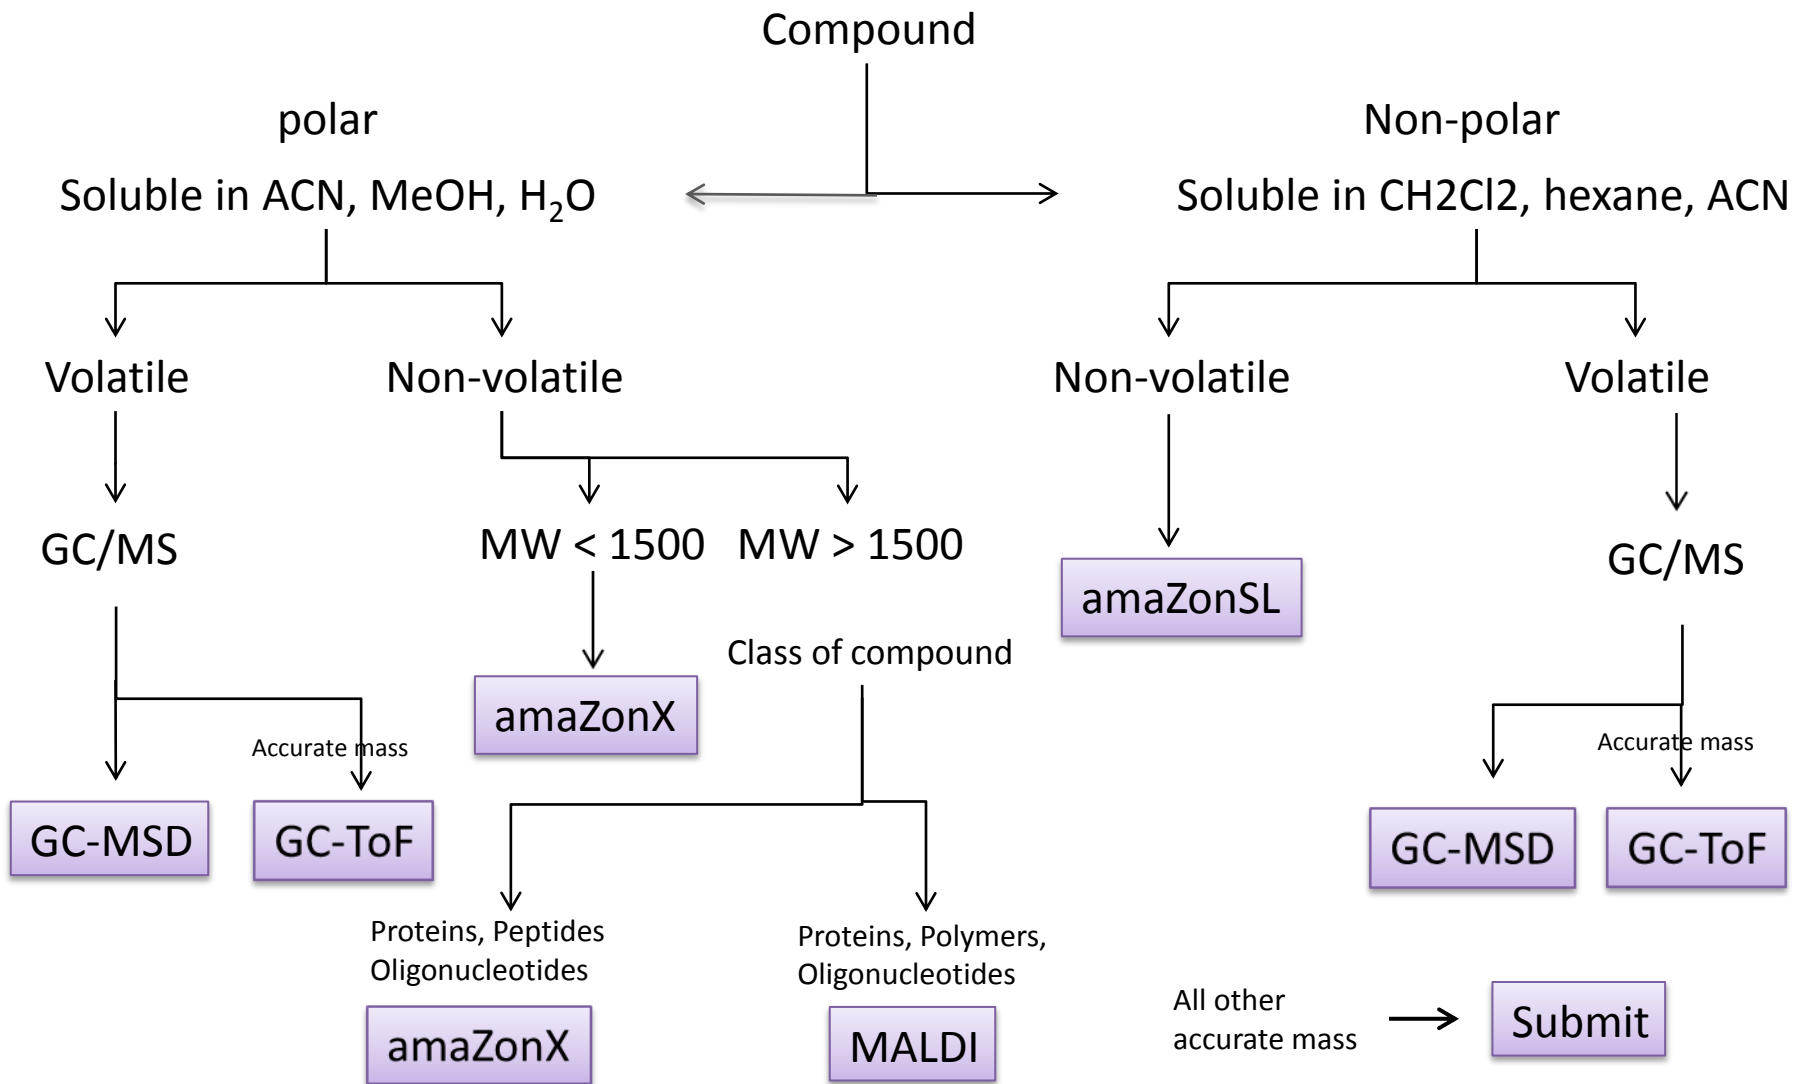 Compound
polar
Non-polar
Soluble in ACN, MeOH, H₂O
Soluble in CH2Cl2, hexane, ACN
Volatile
Non-volatile
Non-volatile
Volatile
GC/MS
MW < 1500
MW > 1500
amaZonSL
GC/MS
Class of compound
amaZonX
Accurate mass
Accurate mass
GC-MSD
GC-ToF
GC-MSD
GC-ToF
Proteins, Peptides
Oligonucleotides
Proteins, Polymers,
Oligonucleotides
amaZonX
MALDI
All other
accurate mass
Submit